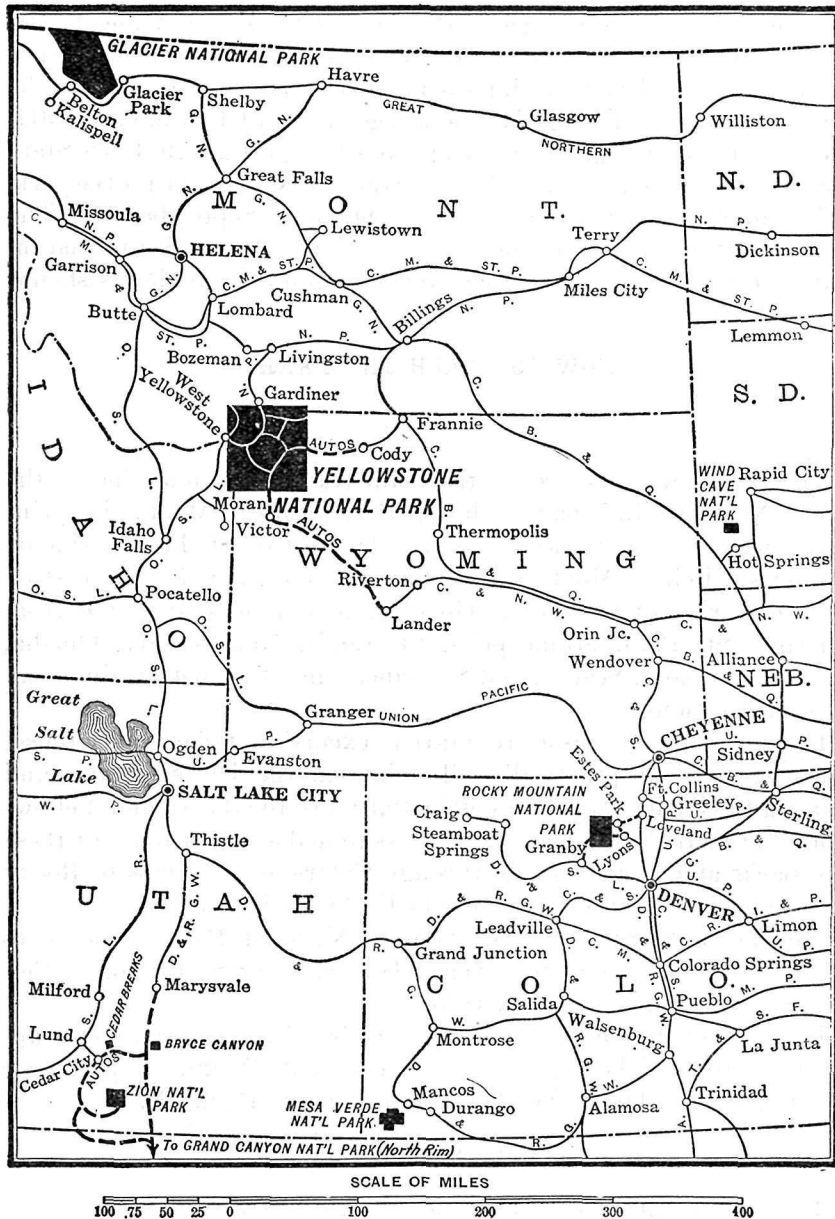 GLACIER NATIONAL PARK
Belton
Kalispell
Glacier
Park
Shelby
Havre
GREAT
NORTHERN
Glasgow
Williston
G. N.
G. N.
Great Falls
N. D.
M O N T.
G. N.
G. N.
Missoula
C. M. & ST. P.
N. P.
Garrison
HELENA
Lewistown
Terry
N. P.
Dickinson
C. M. & ST. P.
G. N.
Lombard
C. M. & ST. P.
Cushman
C. M. & ST. P.
Miles City
G. N.
Butte
Billings
N. P.
Lemmon
Bozeman
N. P.
Livingston
N. P.
West
Yellowstone
Gardiner
I D A H O
O. S. L.
S. D.
Frannie
C. B. & Q.
AUTOS
Cody
YELLOWSTONE
NATIONAL PARK
WIND
CAVE
NAT'L
PARK
Rapid City
Moran
Victor
AUTOS
C. B. & Q.
Thermopolis
Idaho
Falls
O. S. L.
W Y O M I N G
Hot Springs
Riverton
C. & N. W.
Lander
O. S. L.
Pocatello
Orin Jc.
C. & N. W.
Wendover
C. B. & Q.
Alliance
NEB.
O. S. L.
O. S. L.
C. & S.
Great
Salt
Lake
Granger
UNION
PACIFIC
Ogden
U. P.
Evanston
CHEYENNE
U. P.
Sidney
S. P.
W. P.
SALT LAKE CITY
ROCKY MOUNTAIN
NATIONAL
PARK
Estes Park
Ft. Collins
Greeley
Loveland
C. B. & Q.
Sterling
Craig
Steamboat
Springs
Granby
Lyons
U. P.
U. P.
C. B. & Q.
Thistle
D. & S. L.
DENVER
U. P.
U T A H
D. & R. G. W.
D. & R. G. W.
D. & R. G. W.
Leadville
C. & S.
C. R. I. & P.
Limon
U. P.
L. A. & S. L.
Grand Junction
Colorado Springs
C O L O.
Milford
Marysvale
Salida
Pueblo
M. P.
CEDAR BREAKS
BRYCE CANYON
Lund
Montrose
Walsenburg
La Junta
Cedar City
AUTOS
ZION NAT'L
PARK
MESA VERDE
NAT'L PARK
Mancos
Durango
Alamosa
Trinidad
A. T. & S. F.
D. & R. G. W.
To GRAND CANYON NAT'L PARK (North Rim)
SCALE OF MILES
100 75 50 25 0 100 200 300 400